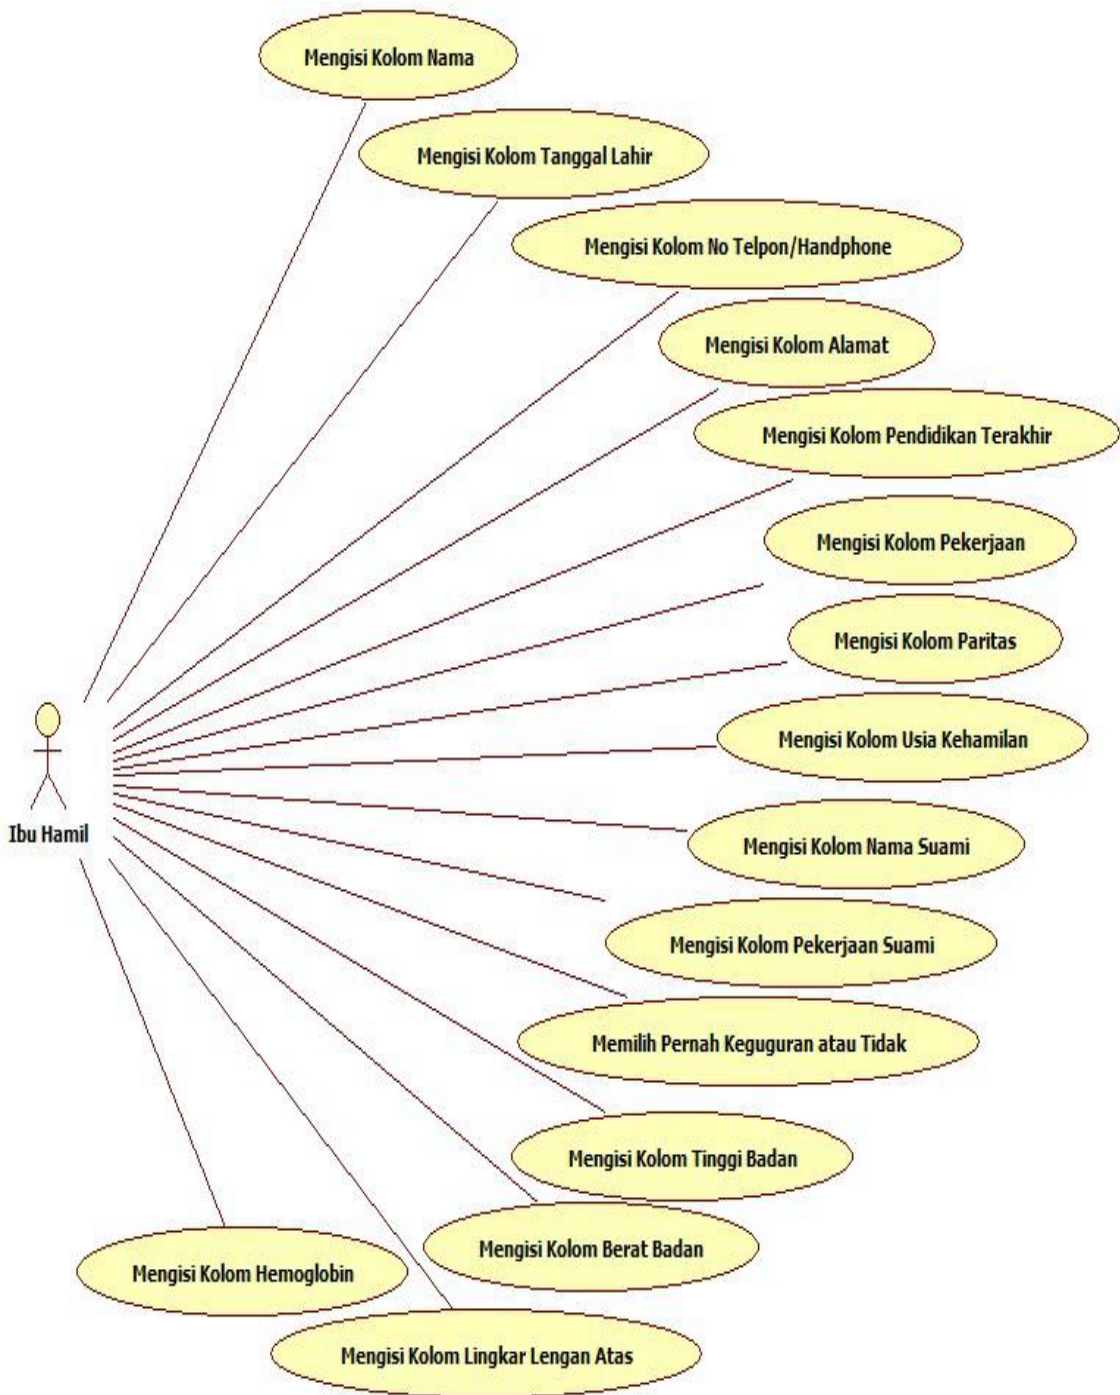 Mengisi Kolom Nama
Mengisi Kolom Tanggal Lahir
Mengisi Kolom No Telpon/Handphone
Mengisi Kolom Alamat
Mengisi Kolom Pendidikan Terakhir
Mengisi Kolom Pekerjaan
Mengisi Kolom Paritas
Mengisi Kolom Usia Kehamilan
Ibu Hamil
Mengisi Kolom Nama Suami
Mengisi Kolom Pekerjaan Suami
Memilih Pernah Keguguran atau Tidak
Mengisi Kolom Tinggi Badan
Mengisi Kolom Berat Badan
Mengisi Kolom Hemoglobin
Mengisi Kolom Lingkar Lengan Atas